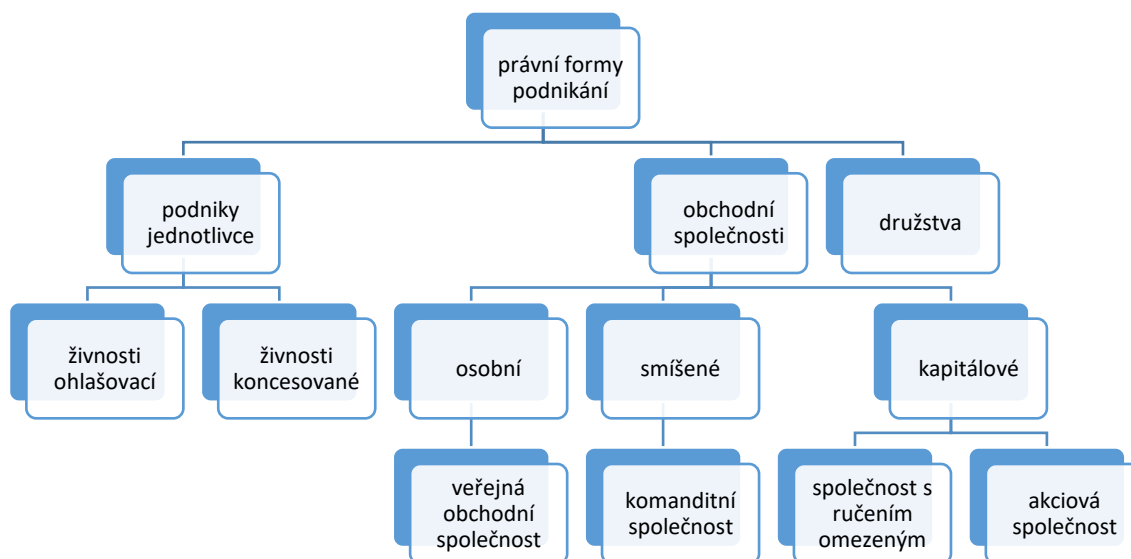 právní formy
podnikání
podniky
jednotlivce
obchodní
společnosti
družstva
živnosti
ohlašovací
živnosti
koncesované
osobní
smíšené
kapitálové
veřejná
obchodní
společnost
komanditní
společnost
společnost s
ručením
omezeným
akciová
společnost